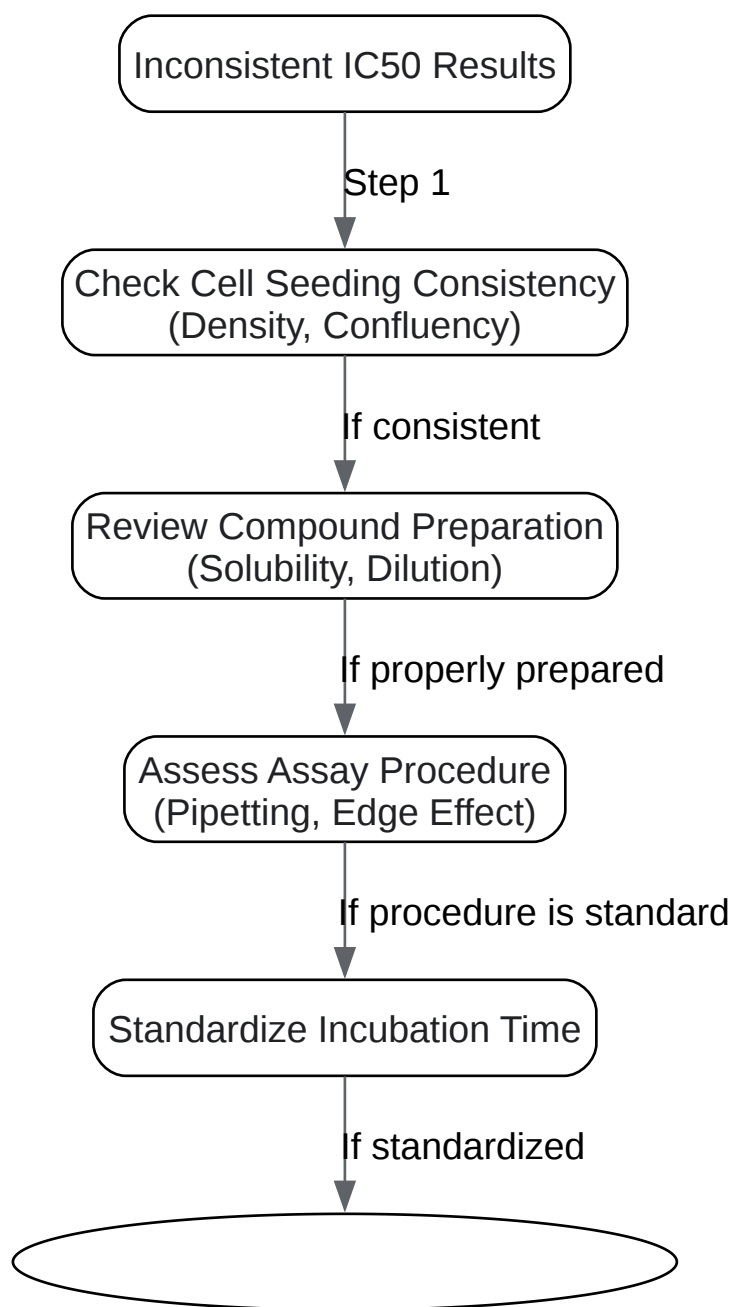 Inconsistent IC50 Results
Step 1
Check Cell Seeding Consistency
(Density, Confluency)
If consistent
Review Compound Preparation
(Solubility, Dilution)
If properly prepared
Assess Assay Procedure
(Pipetting, Edge Effect)
If procedure is standard
Standardize Incubation Time
If standardized